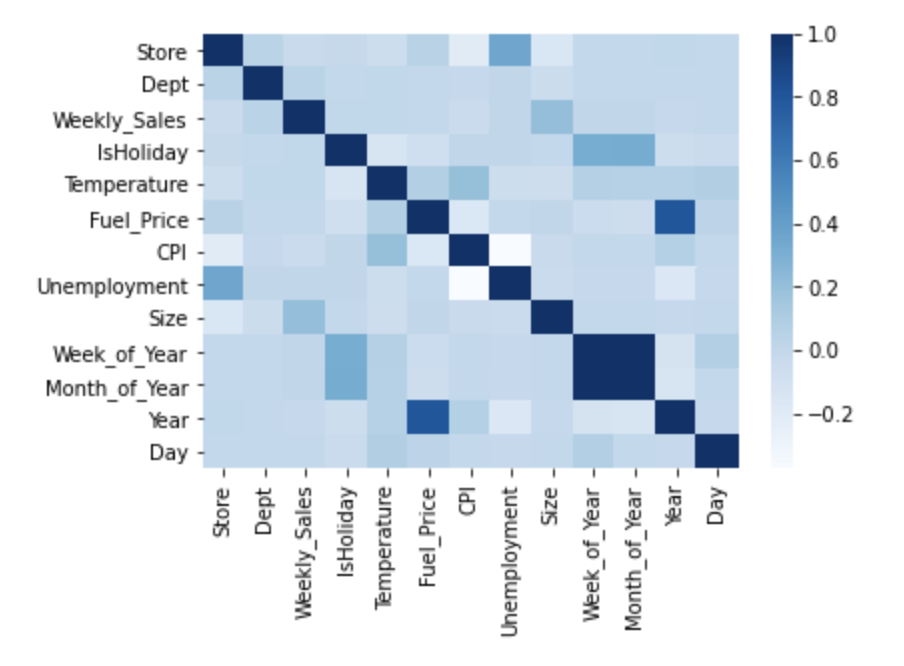 Store
Dept
Weekly_Sales
IsHoliday
Temperature
Fuel_Price
CPI
Unemployment
Size
Week_of_Year
Month_of_Year
Year
Day
Store
Dept
Weekly_Sales
IsHoliday
Temperature
Fuel_Price
CPI
Unemployment
Size
Week_of_Year
Month_of_Year
Year
Day
1.0
0.8
0.6
0.4
0.2
0.0
−0.2